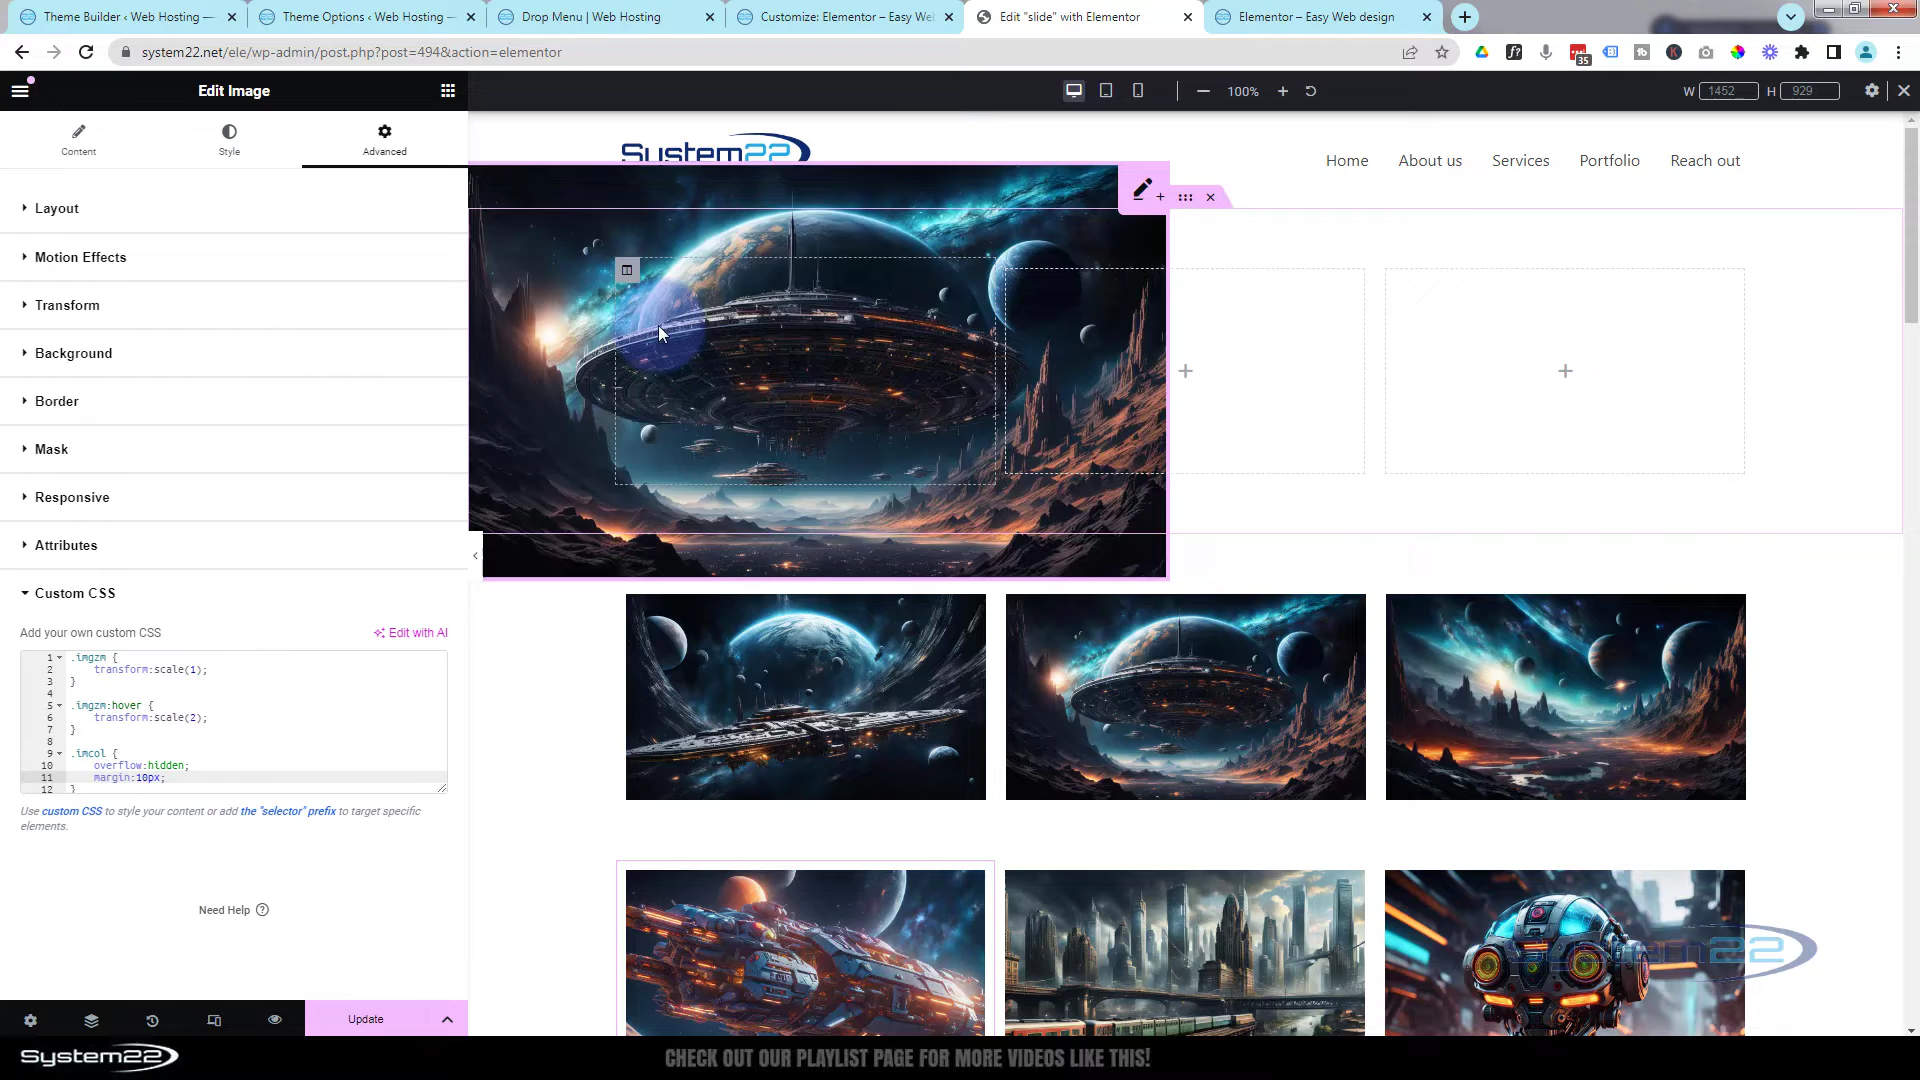 Theme Builder ‹ Web Hosting — Theme Options ‹ Web Hosting — Drop Menu | Web Hosting Customize: Elementor – Easy We Edit "slide" with Elementor Elementor – Easy Web design
system22.net/ele/wp-admin/post.php?post=494&action=elementor
35
Edit Image
100%
W 1452 H 929
Content Style Advanced
System22
Home About us Services Portfolio Reach out
Layout
Motion Effects
Transform
Background
Border
Mask
Responsive
Attributes
Custom CSS
Add your own custom CSS Edit with AI
1 .imgzm {
2 transform:scale(1);
3 }
4
5 .imgzm:hover {
6 transform:scale(2);
7 }
8
9 .imcol {
10 overflow:hidden;
11 margin:10px;
12 }
Use custom CSS to style your content or add the "selector" prefix to target specific
elements.
Need Help
Update
System22
System22
CHECK OUT OUR PLAYLIST PAGE FOR MORE VIDEOS LIKE THIS!